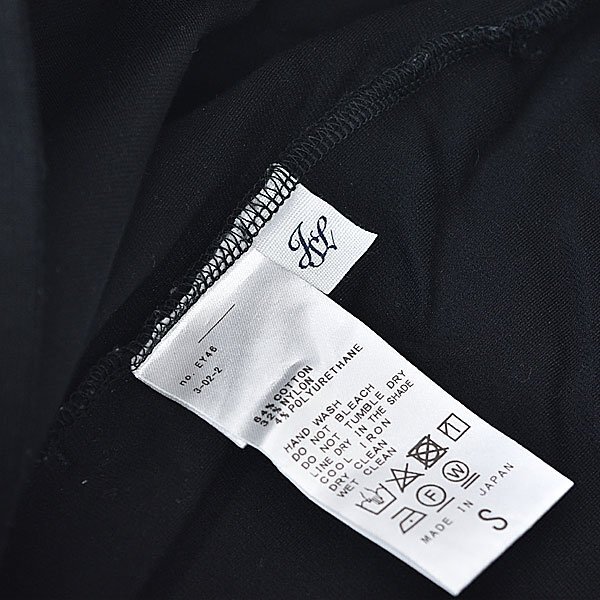 no. EY46
3-02-2
64% COTTON
32% NYLON
4% POLYURETHANE
HAND WASH
DO NOT BLEACH
DO NOT TUMBLE DRY
LINE DRY IN THE SHADE
COOL IRON
DRY CLEAN
WET CLEAN
F
W
MADE IN JAPAN
S